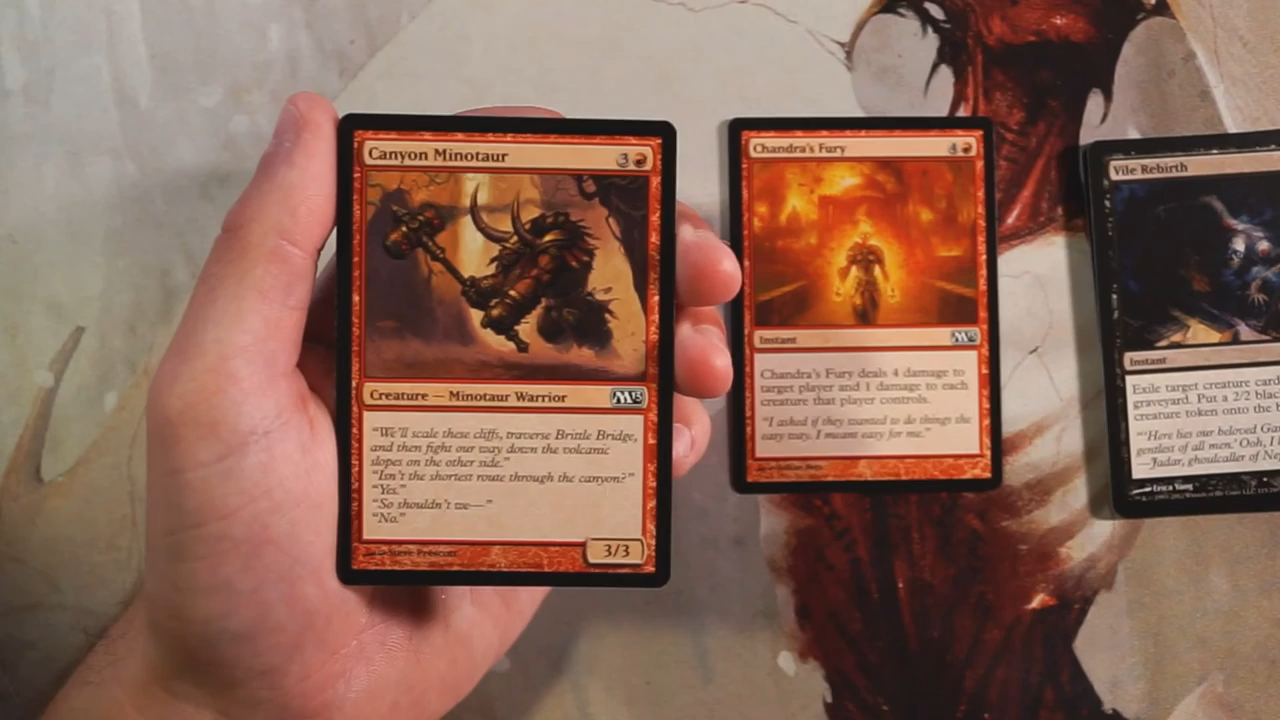 Canyon Minotaur 3
Creature — Minotaur Warrior M13
“We’ll scale these cliffs, traverse Brittle Bridge,
and then fight our way down the volcanic
slopes on the other side.”
“Isn’t the shortest route through the canyon?”
“Yes.”
“So shouldn’t we—”
“No.”
Steve Prescott
3/3
Chandra’s Fury 4
Instant M13
Chandra’s Fury deals 4 damage to
target player and 1 damage to each
creature that player controls.
“I asked if they wanted to do things the
easy way. I meant easy for me.”
Vile Rebirth
Instant
Exile target creature card
graveyard. Put a 2/2 blac
creature token onto the b
“‘Here lies our beloved Ga
gentlest of all men.’ Ooh, I
—Jadar, ghoulcaller of Ne
Erica Yang